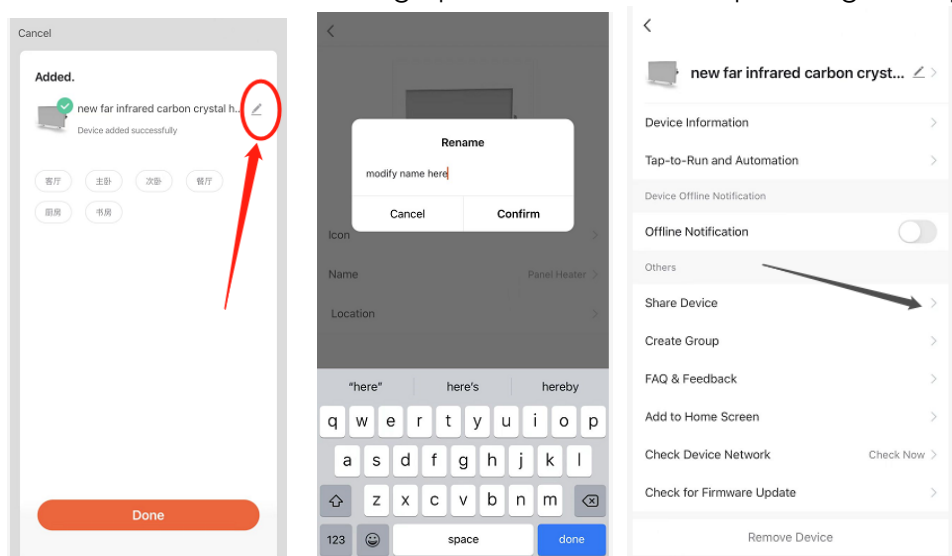 Cancel
Added.
new far infrared carbon crystal h...
Device added successfully
客厅 主卧 次卧 餐厅
厨房 书房
Done
Rename
modify name here
Cancel Confirm
Icon
Name Panel Heater
Location
“here” here's hereby
q w e r t y u i o p
a s d f g h j k l
z x c v b n m
123 space done
new far infrared carbon cryst...
Device Information
Tap-to-Run and Automation
Device Offline Notification
Offline Notification
Others
Share Device
Create Group
FAQ & Feedback
Add to Home Screen
Check Device Network Check Now
Check for Firmware Update
Remove Device